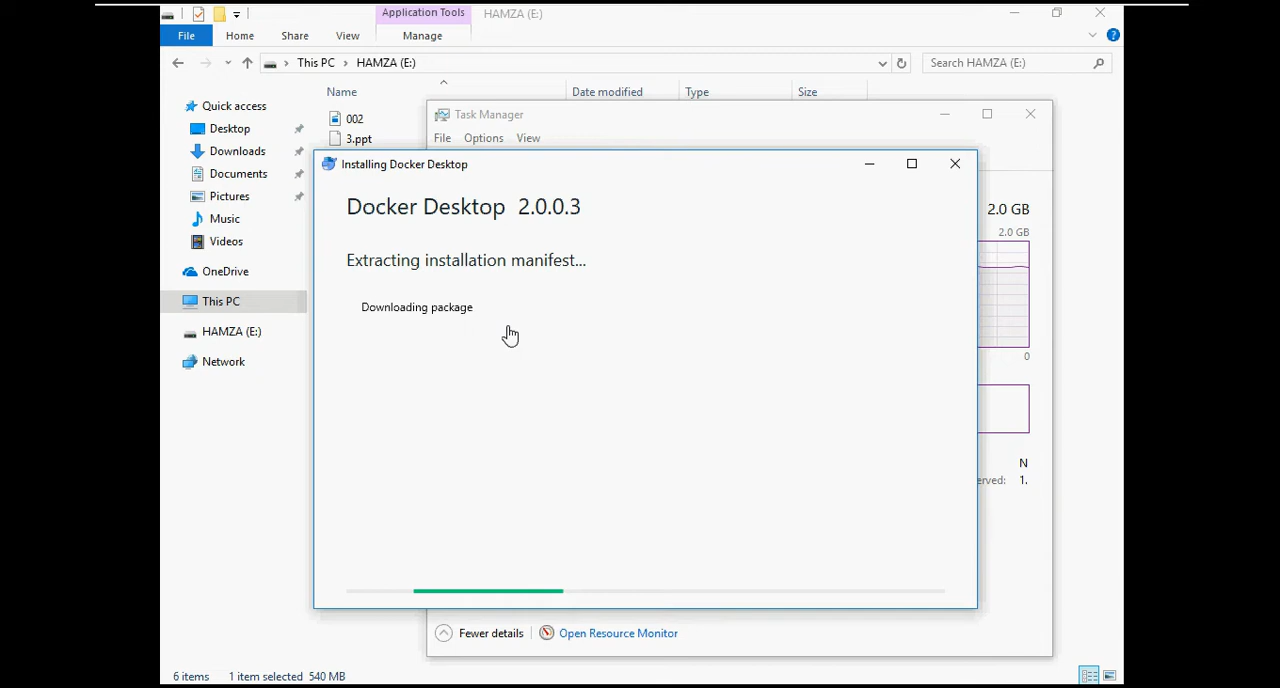 Application Tools
HAMZA (E:)
File
Home
Share
View
Manage
This PC
HAMZA (E:)
Search HAMZA (E:)
Name
Date modified
Type
Size
Quick access
Desktop
Downloads
Documents
Pictures
Music
Videos
OneDrive
This PC
HAMZA (E:)
Network
002
3.ppt
Task Manager
File
Options
View
Installing Docker Desktop
Docker Desktop 2.0.0.3
Extracting installation manifest...
Downloading package
2.0 GB
2.0 GB
0
N
erved: 1.
Fewer details
Open Resource Monitor
6 items
1 item selected 540 MB